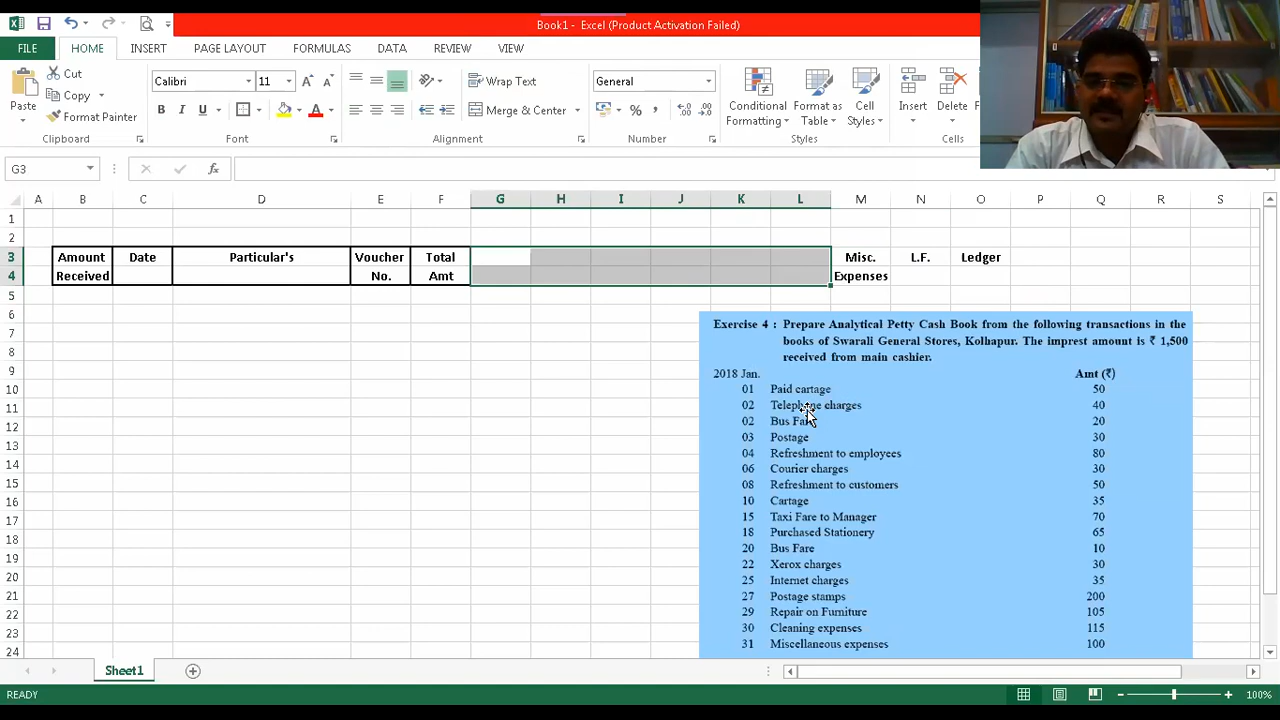 Book1 - Excel (Product Activation Failed)
FILE HOME INSERT PAGE LAYOUT FORMULAS DATA REVIEW VIEW
Cut
Copy
Format Painter
Paste
Clipboard
Calibri 11
B I U A
Font
Wrap Text
Merge & Center
Alignment
General
% ,
Number
Conditional Formatting
Format as Table
Cell Styles
Styles
Insert Delete
Cells
G3 fx
A B C D E F G H I J K L M N O P Q R S
1
2
3 Amount Date Particular's Voucher Total Misc. L.F. Ledger
4 Received No. Amt Expenses
5
6
7
8
9
10
11
12
13
14
15
16
17
18
19
20
21
22
23
24
Exercise 4 : Prepare Analytical Petty Cash Book from the following transactions in the
books of Swarali General Stores, Kolhapur. The imprest amount is ₹ 1,500
received from main cashier.
2018 Jan. Amt (₹)
01 Paid cartage 50
02 Telephone charges 40
02 Bus Fare 20
03 Postage 30
04 Refreshment to employees 80
06 Courier charges 30
08 Refreshment to customers 50
10 Cartage 35
15 Taxi Fare to Manager 70
18 Purchased Stationery 65
20 Bus Fare 10
22 Xerox charges 30
25 Internet charges 35
27 Postage stamps 200
29 Repair on Furniture 105
30 Cleaning expenses 115
31 Miscellaneous expenses 100
Sheet1
READY
100%